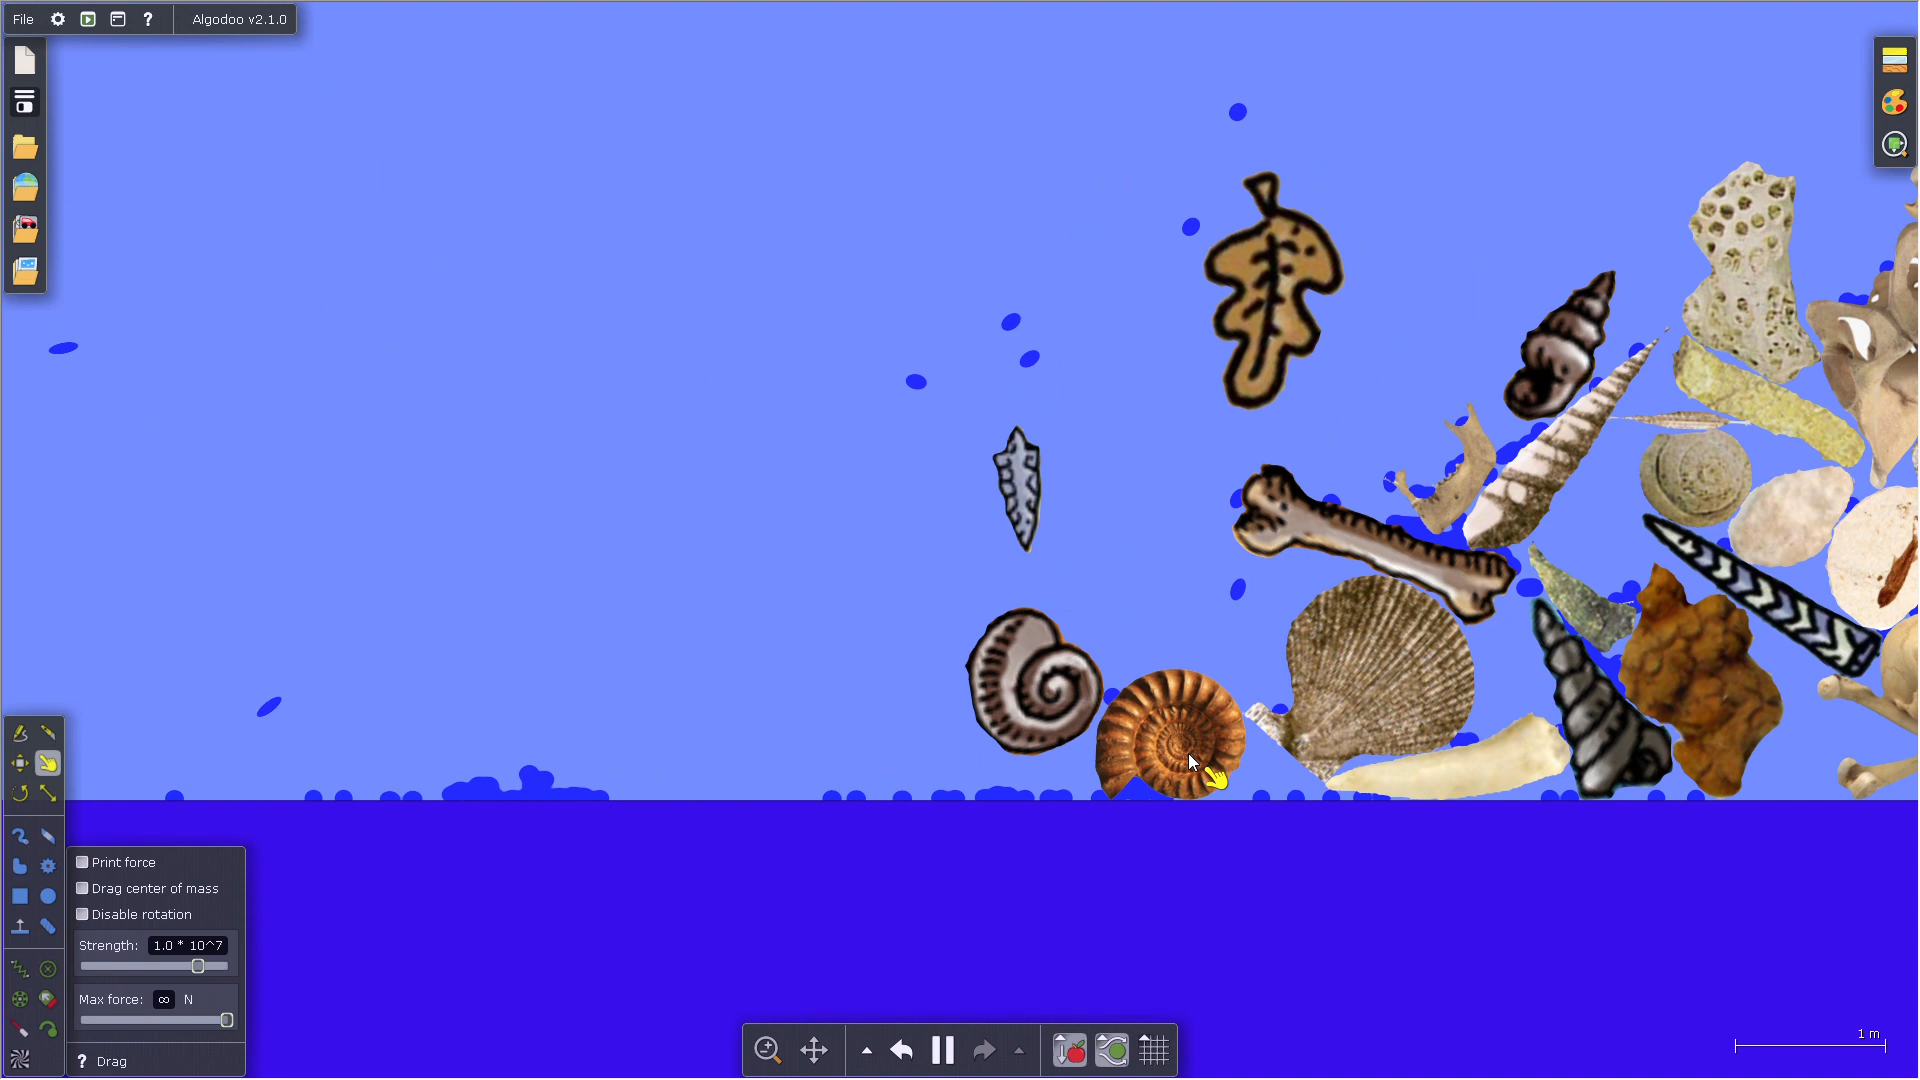 File ? Algodoo v2.1.0
Print force
Drag center of mass
Disable rotation
Strength: 1.0 * 10^7
Max force: ∞ N
? Drag
1 m